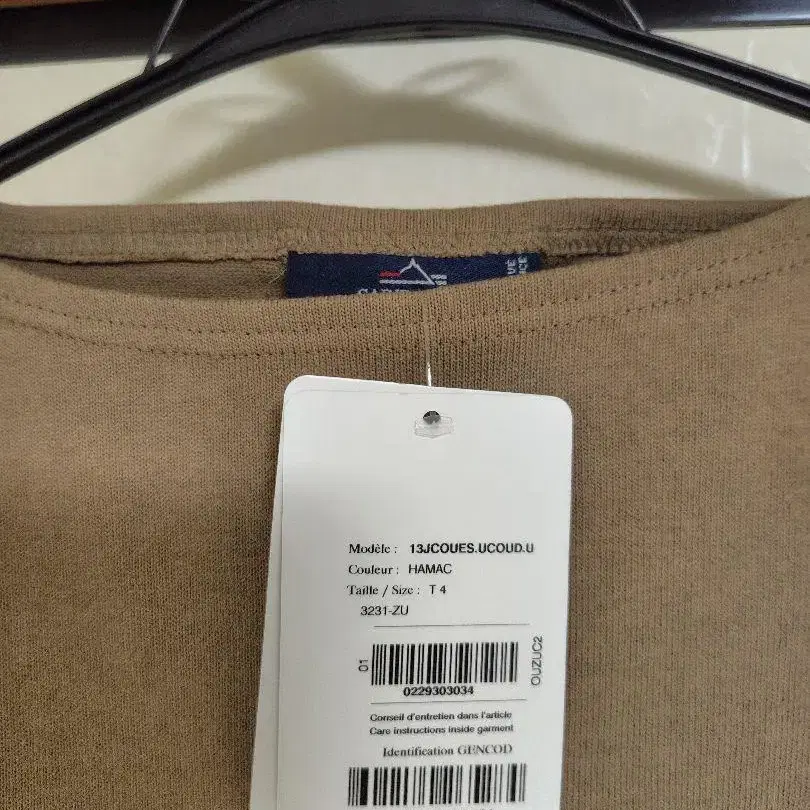 Modèle : 13JCOUES.UCOUD.U
Couleur : HAMAC
Taille / Size : T 4
3231-ZU
01
OUZUC2
0229303034
Conseil d'entretien dans l'article
Care instructions inside garment
Identification GENCOD